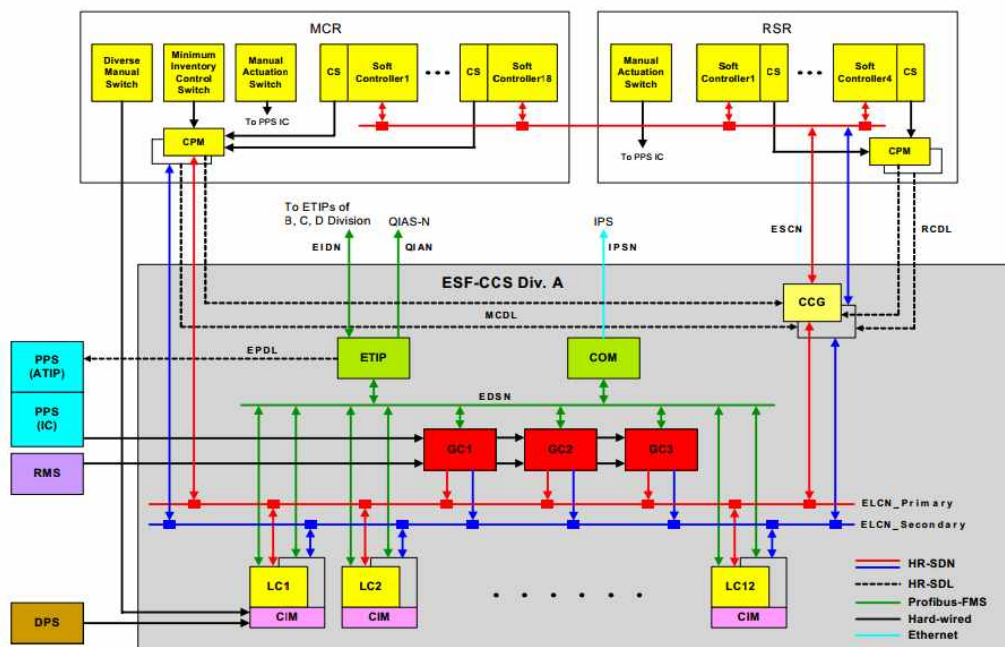 MCR
RSR
Diverse
Manual
Switch
Minimum
Inventory
Control
Switch
Manual
Actuation
Switch
CS
Soft
Controller1
CS
Soft
Controller18
Manual
Actuation
Switch
Soft
Controller1
CS
Soft
Controller4
CS
To PPS IC
CPM
To PPS IC
CPM
To ETIPs of
B, C, D Division
QIAS-N
IPS
EIDN
QIAN
IPSN
ESCN
RCDL
ESF-CCS Div. A
CCG
MCDL
PPS
(ATIP)
EPDL
ETIP
COM
EDSN
PPS
(IC)
GC1
GC2
GC3
RMS
ELCN_Primary
ELCN_Secondary
LC1
CIM
LC2
CIM
LC12
CIM
DPS
HR-SDN
HR-SDL
Profibus-FMS
Hard-wired
Ethernet